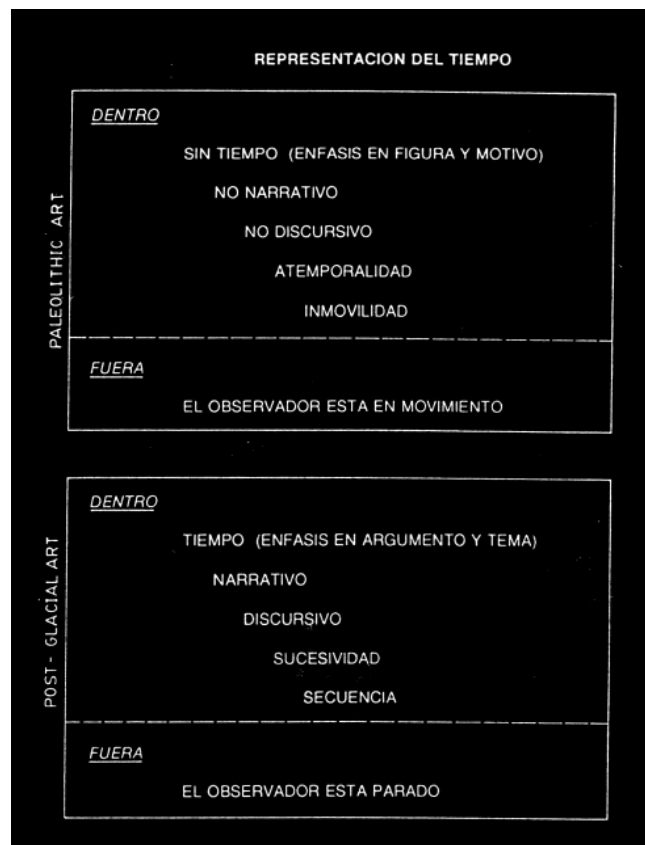 REPRESENTACION DEL TIEMPO
PALEOLITHIC ART
DENTRO
SIN TIEMPO (ENFASIS EN FIGURA Y MOTIVO)
NO NARRATIVO
NO DISCURSIVO
ATEMPORALIDAD
INMOVILIDAD
FUERA
EL OBSERVADOR ESTA EN MOVIMIENTO
POST- GLACIAL ART
DENTRO
TIEMPO (ENFASIS EN ARGUMENTO Y TEMA)
NARRATIVO
DISCURSIVO
SUCESIVIDAD
SECUENCIA
FUERA
EL OBSERVADOR ESTA PARADO